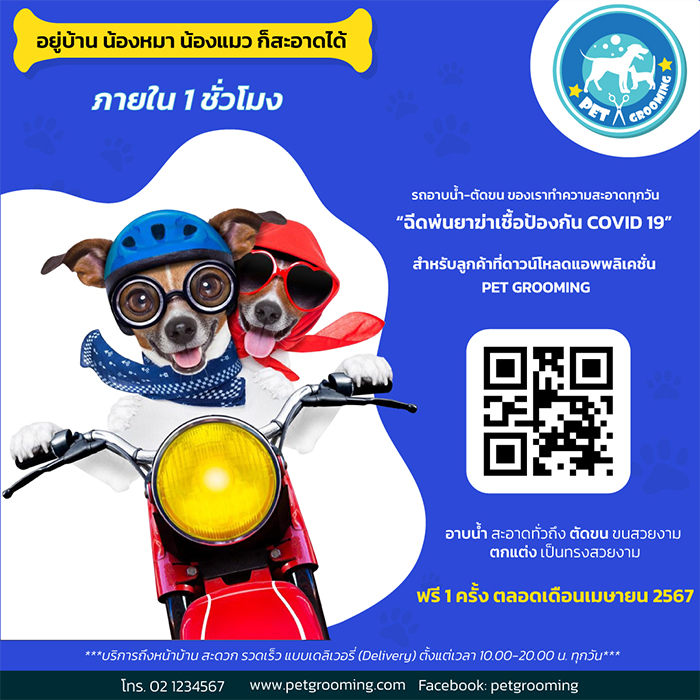 อยู่บ้าน น้องหมา น้องแมว ก็สะอาดได้
ภายใน 1 ชั่วโมง
PET GROOMING
รถอาบน้ำ-ตัดขน ของเราทำความสะอาดทุกวัน
“ฉีดพ่นยาฆ่าเชื้อป้องกัน COVID 19”
สำหรับลูกค้าที่ดาวน์โหลดแอพพลิเคชั่น
PET GROOMING
อาบน้ำ สะอาดทั่วถึง ตัดขน ขนสวยงาม
ตกแต่ง เป็นทรงสวยงาม
ฟรี 1 ครั้ง ตลอดเดือนเมษายน 2567
***บริการถึงหน้าบ้าน สะดวก รวดเร็ว แบบเดลิเวอรี่ (Delivery) ตั้งแต่เวลา 10.00-20.00 น. ทุกวัน***
โทร. 02 1234567 www.petgrooming.com Facebook: petgrooming